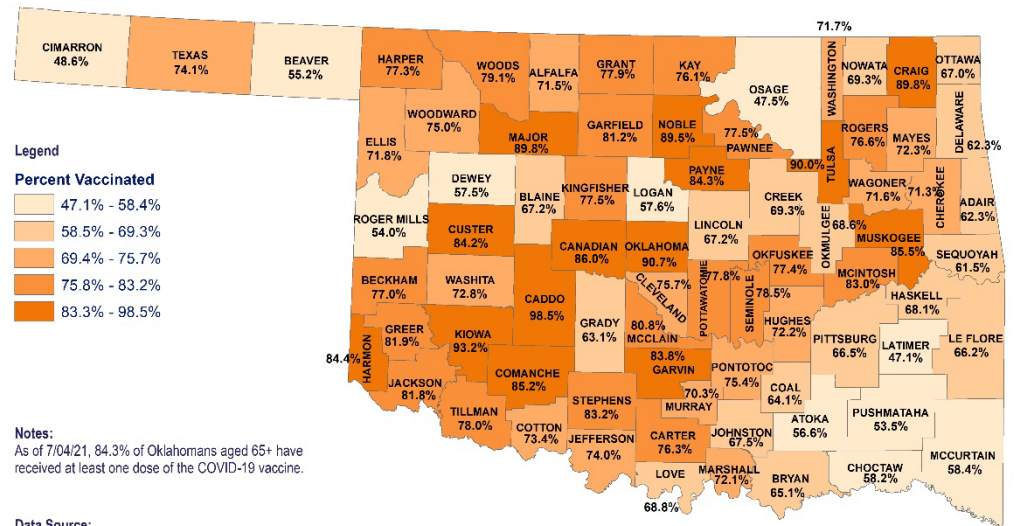 71.7%
CIMARRON
48.6%
TEXAS
74.1%
BEAVER
55.2%
HARPER
77.3%
WOODS
79.1%
ALFALFA
71.5%
GRANT
77.9%
KAY
76.1%
OSAGE
47.5%
WASHINGTON
NOWATA
69.3%
CRAIG
89.8%
OTTAWA
67.0%
WOODWARD
75.0%
MAJOR
89.8%
GARFIELD
81.2%
NOBLE
89.5%
77.5%
PAWNEE
ROGERS
76.6%
MAYES
72.3%
DELAWARE
62.3%
ELLIS
71.8%
Legend
Percent Vaccinated
47.1% - 58.4%
58.5% - 69.3%
69.4% - 75.7%
75.8% - 83.2%
83.3% - 98.5%
DEWEY
57.5%
BLAINE
67.2%
KINGFISHER
77.5%
LOGAN
57.6%
PAYNE
84.3%
90.0%
TULSA
CREEK
69.3%
WAGONER
71.6%
71.3%
CHEROKEE
ADAIR
62.3%
ROGER MILLS
54.0%
CUSTER
84.2%
CANADIAN
86.0%
OKLAHOMA
90.7%
LINCOLN
67.2%
OKMULGEE
68.6%
MUSKOGEE
85.5%
SEQUOYAH
61.5%
OKFUSKEE
77.4%
MCINTOSH
83.0%
BECKHAM
77.0%
WASHITA
72.8%
CADDO
98.5%
GRADY
63.1%
CLEVELAND
75.7%
POTTAWATOMIE
77.8%
SEMINOLE
78.5%
HUGHES
72.2%
HASKELL
68.1%
GREER
81.9%
KIOWA
93.2%
80.8%
MCCLAIN
PITTSBURG
66.5%
LATIMER
47.1%
LE FLORE
66.2%
84.4%
HARMON
JACKSON
81.8%
COMANCHE
85.2%
83.8%
GARVIN
PONTOTOC
75.4%
COAL
64.1%
TILLMAN
78.0%
COTTON
73.4%
STEPHENS
83.2%
70.3%
MURRAY
ATOKA
56.6%
PUSHMATAHA
53.5%
JEFFERSON
74.0%
CARTER
76.3%
JOHNSTON
67.5%
MCCURTAIN
58.4%
LOVE
68.8%
MARSHALL
72.1%
BRYAN
65.1%
CHOCTAW
58.2%
Notes:
As of 7/04/21, 84.3% of Oklahomans aged 65+ have
received at least one dose of the COVID-19 vaccine.
Data Source: